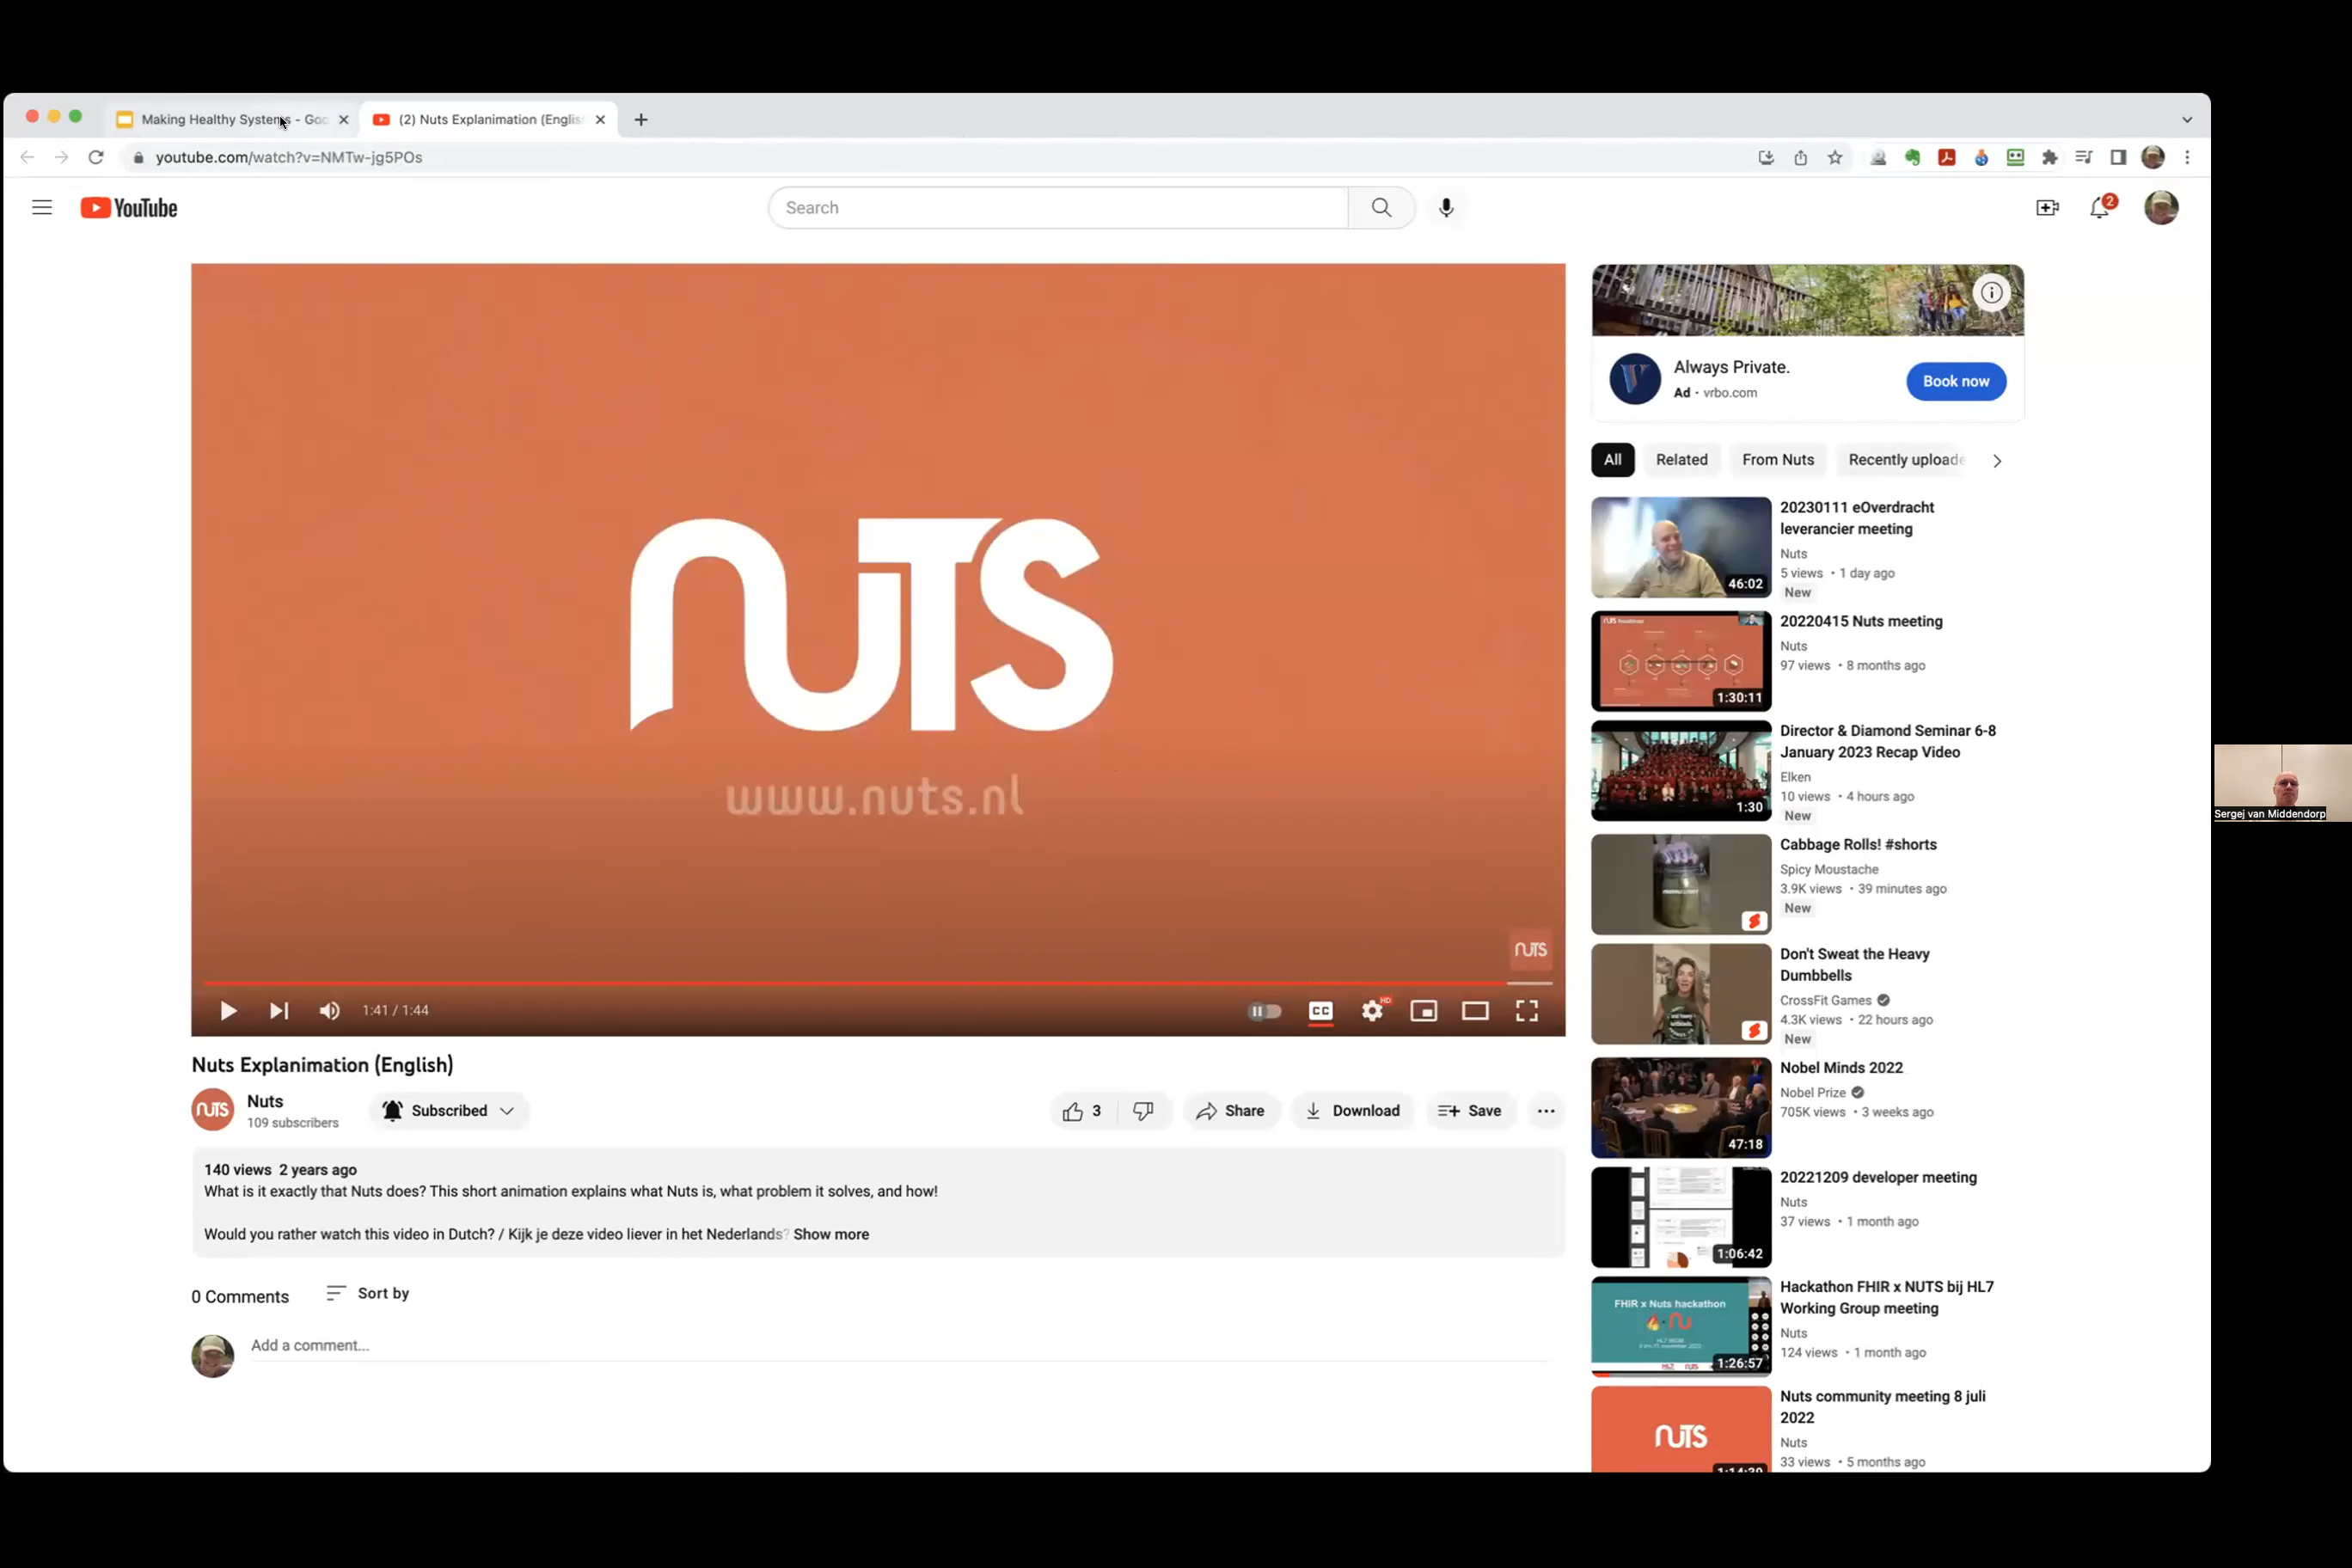 Making Healthy Systems - Goo
(2) Nuts Explanimation (Englis
youtube.com/watch?v=NMTw-jg5POs
YouTube
Search
2
NUTS
www.nuts.nl
NUTS
1:41 / 1:44
CC
HD
Nuts Explanimation (English)
NUTS
Nuts
109 subscribers
Subscribed
3
Share
Download
Save
140 views 2 years ago
What is it exactly that Nuts does? This short animation explains what Nuts is, what problem it solves, and how!
Would you rather watch this video in Dutch? / Kijk je deze video liever in het Nederlands? Show more
0 Comments
Sort by
Add a comment...
Always Private.
Ad · vrbo.com
Book now
All
Related
From Nuts
Recently uploade
46:02
20230111 eOverdracht
leverancier meeting
Nuts
5 views • 1 day ago
New
1:30:11
20220415 Nuts meeting
Nuts
97 views • 8 months ago
1:30
Director & Diamond Seminar 6-8
January 2023 Recap Video
Elken
10 views • 4 hours ago
New
Cabbage Rolls! #shorts
Spicy Moustache
3.9K views • 39 minutes ago
New
Don't Sweat the Heavy
Dumbbells
CrossFit Games
4.3K views • 22 hours ago
New
47:18
Nobel Minds 2022
Nobel Prize
705K views • 3 weeks ago
1:06:42
20221209 developer meeting
Nuts
37 views • 1 month ago
FHIR x Nuts hackathon
1:26:57
Hackathon FHIR x NUTS bij HL7
Working Group meeting
Nuts
124 views • 1 month ago
NUTS
Nuts community meeting 8 juli
2022
Nuts
33 views • 5 months ago
Sergej van Middendorp